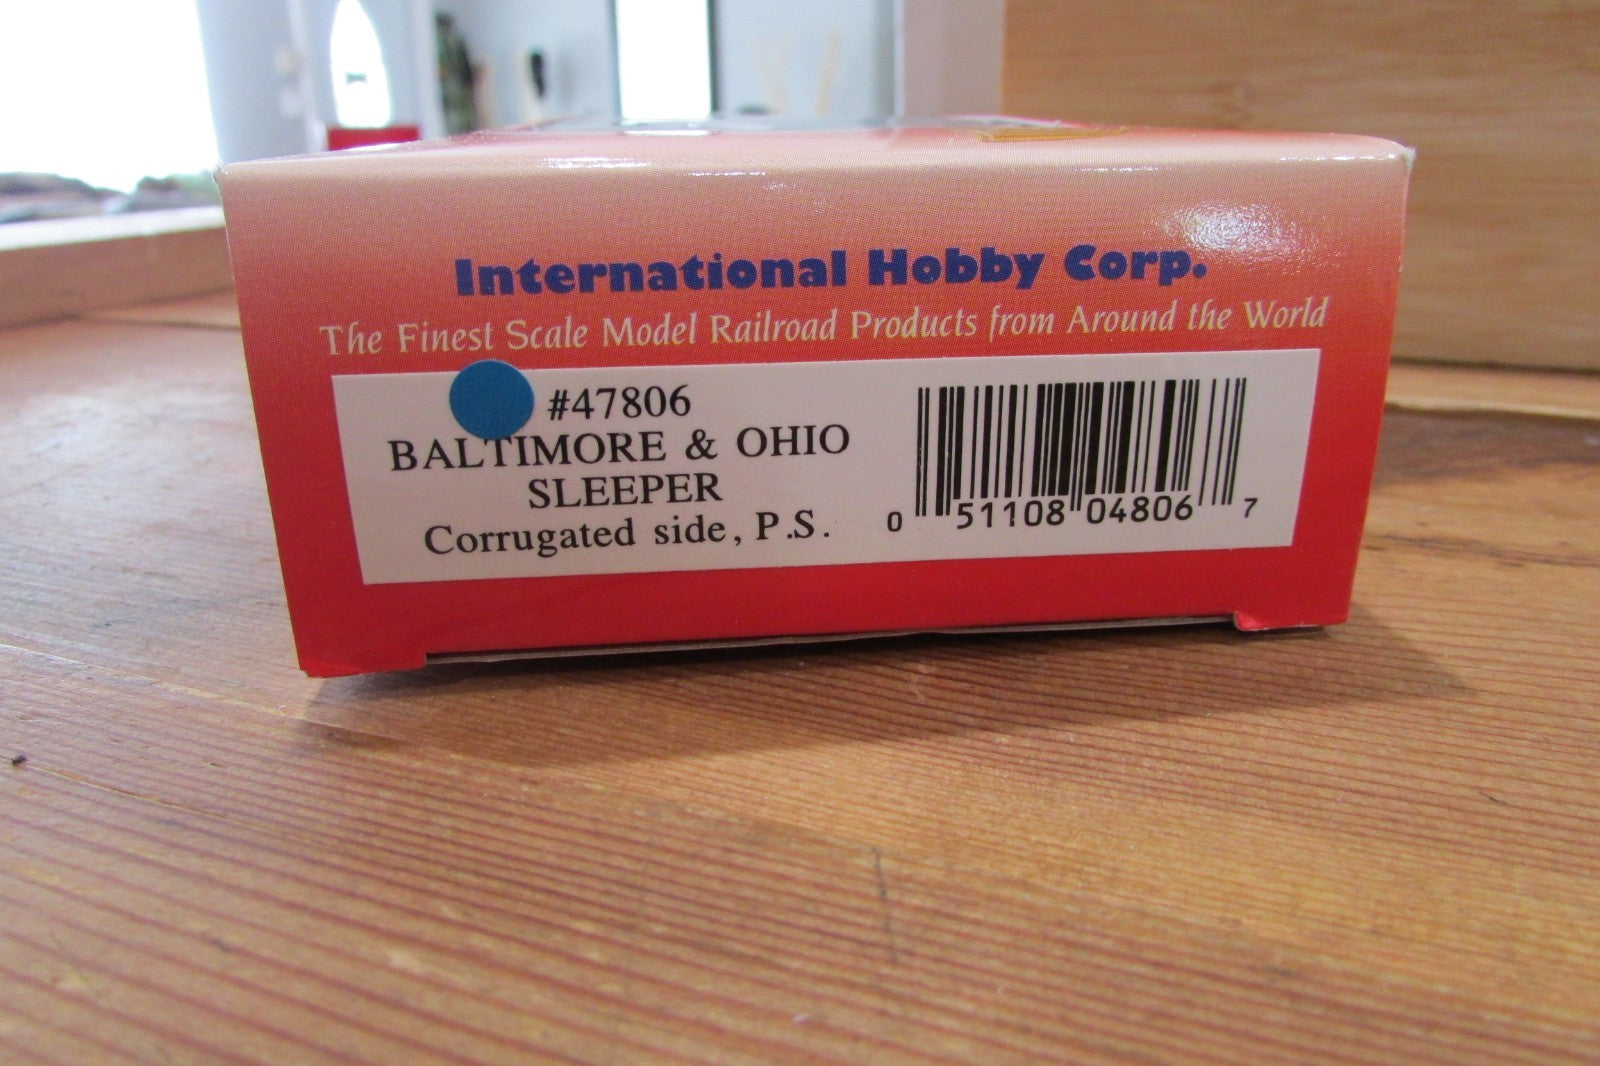 International Hobby Corp.
The Finest Scale Model Railroad Products from Around the World
#47806
BALTIMORE & OHIO
SLEEPER
Corrugated side, P.S.
0 51108 04806 7